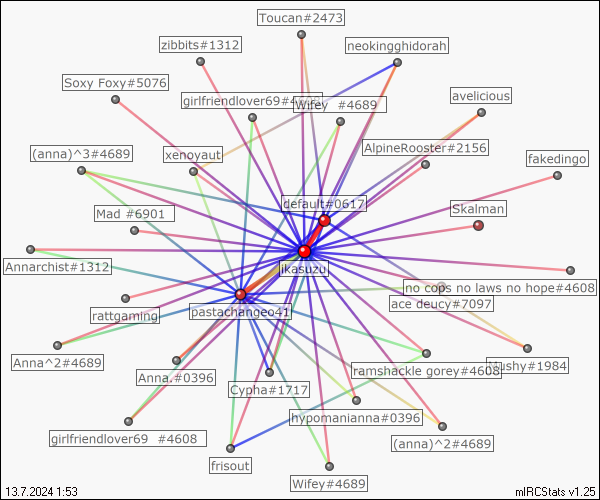 Toucan#2473
zibbits#1312
neokingghidorah
Soxy Foxy#5076
girlfriendlover69#4
Wifey #4689
avelicious
(anna)^3#4689
xenoyaut
AlpineRooster#2156
fakedingo
Mad #6901
default#0617
Skalman
Annarchist#1312
ikasuzu
no cops no laws no hope#4608
rattgaming
pastachangeo41
ace deucy#7097
Anna^2#4689
Anna.#0396
Cypha#1717
ramshackle gorey#4608
Mushy#1984
hypomanianna#0396
girlfriendlover69 #4608
frisout
(anna)^2#4689
Wifey#4689
13.7.2024 1:53
mIRCStats v1.25